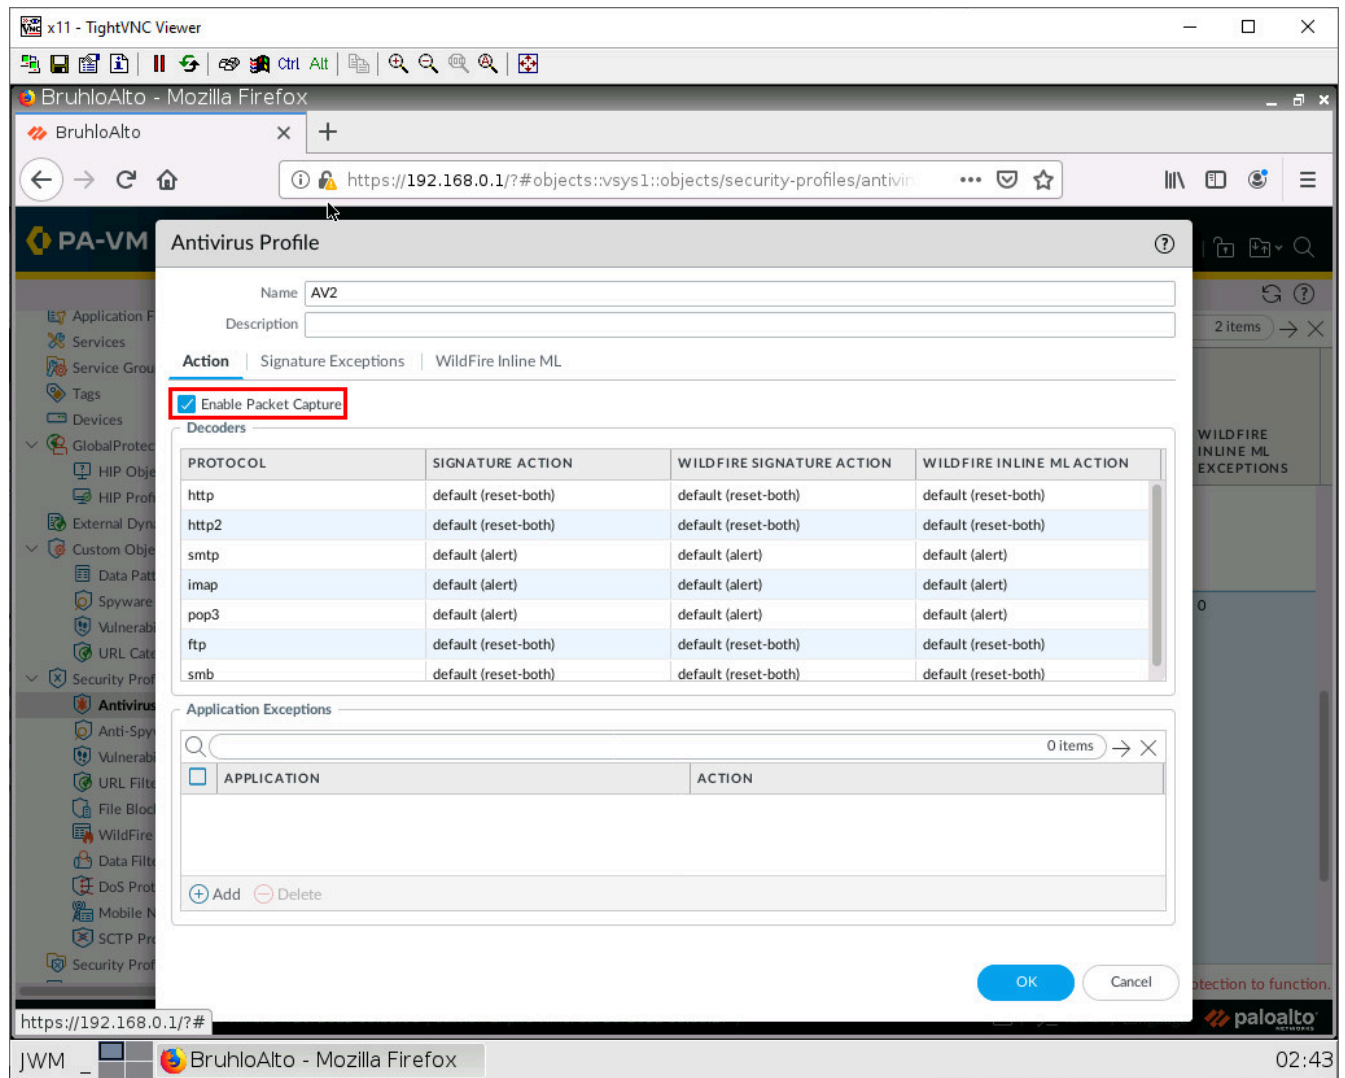 x11 - TightVNC Viewer
Ctrl Alt
BruhloAlto - Mozilla Firefox
BruhloAlto
https://192.168.0.1/?#objects::vsys1::objects/security-profiles/antivir
PA-VM
Antivirus Profile
Name AV2
Description
2 items
Action Signature Exceptions WildFire Inline ML
Enable Packet Capture
Decoders
PROTOCOL SIGNATURE ACTION WILDFIRE SIGNATURE ACTION WILDFIRE INLINE ML ACTION
http default (reset-both) default (reset-both) default (reset-both)
http2 default (reset-both) default (reset-both) default (reset-both)
smtp default (alert) default (alert) default (alert)
imap default (alert) default (alert) default (alert)
pop3 default (alert) default (alert) default (alert)
ftp default (reset-both) default (reset-both) default (reset-both)
smb default (reset-both) default (reset-both) default (reset-both)
Application Exceptions
0 items
APPLICATION ACTION
Add Delete
OK Cancel
Application F
Services
Service Grou
Tags
Devices
GlobalProtec
HIP Obje
HIP Profi
External Dyna
Custom Obje
Data Patt
Spyware
Vulnerabi
URL Cate
Security Prof
Antivirus
Anti-Spy
Vulnerabi
URL Filte
File Bloc
WildFire
Data Filte
DoS Prot
Mobile N
SCTP Pro
Security Prof
WILDFIRE
INLINE ML
EXCEPTIONS
0
otection to function.
https://192.168.0.1/?#
paloalto
NETWORKS
JWM
BruhloAlto - Mozilla Firefox
02:43